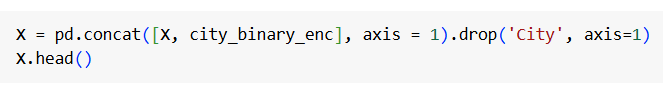 X = pd.concat([X, city_binary_enc], axis = 1).drop('City', axis=1)
X.head()